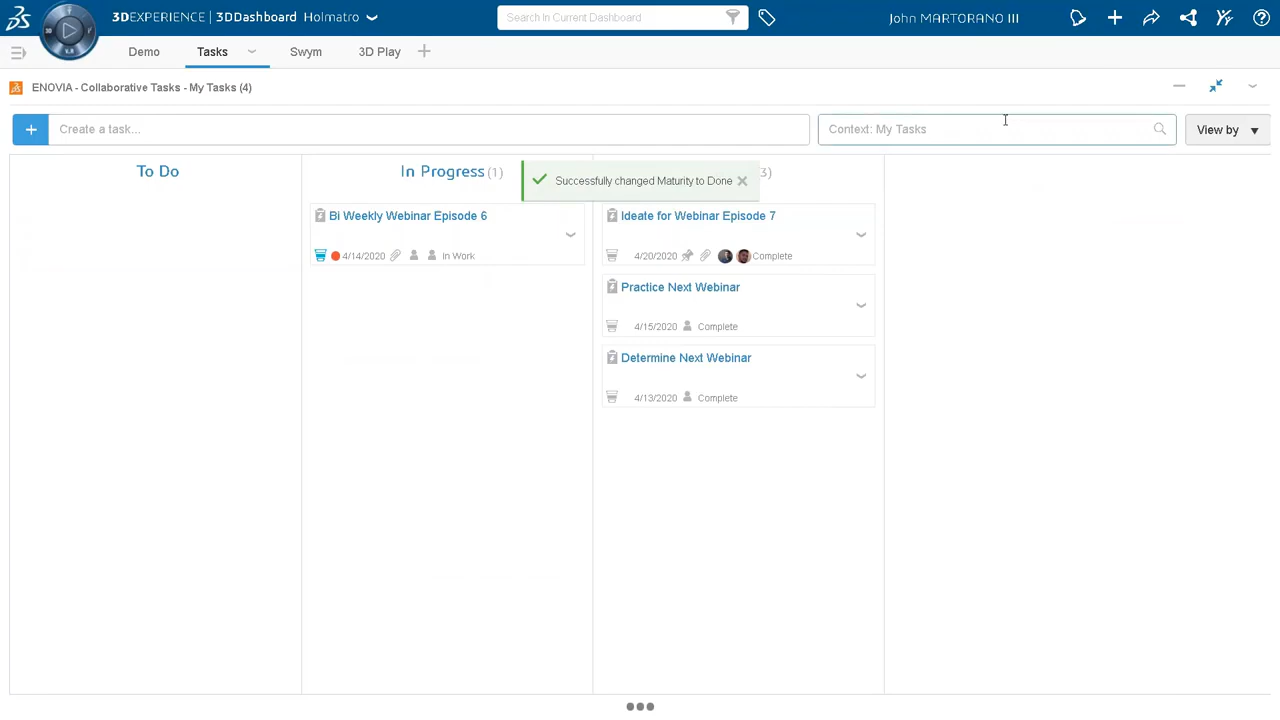 3DEXPERIENCE | 3DDashboard Holmatro
Search In Current Dashboard
John MARTORANO III
3D
V.R
Demo
Tasks
Swym
3D Play
ENOVIA - Collaborative Tasks - My Tasks (4)
Create a task...
Context: My Tasks
View by
To Do
In Progress (1)
Successfully changed Maturity to Done
3)
Bi Weekly Webinar Episode 6
4/14/2020
In Work
Ideate for Webinar Episode 7
4/20/2020
Complete
Practice Next Webinar
4/15/2020
Complete
Determine Next Webinar
4/13/2020
Complete